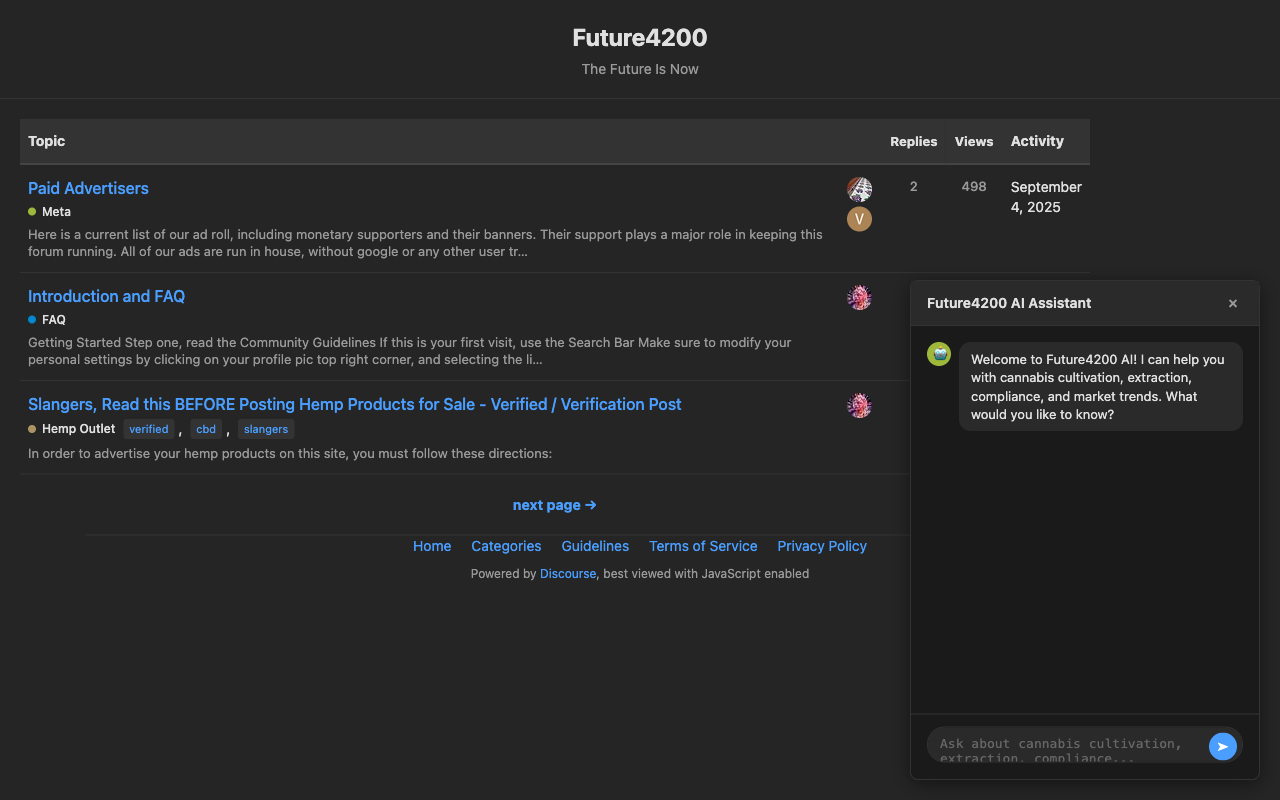 Future4200
The Future Is Now
Topic Replies Views Activity
Paid Advertisers
Meta
Here is a current list of our ad roll, including monetary supporters and their banners. Their support plays a major role in keeping this
forum running. All of our ads are run in house, without google or any other user tr...
V
2 498 September
4, 2025
Introduction and FAQ
FAQ
Getting Started Step one, read the Community Guidelines If this is your first visit, use the Search Bar Make sure to modify your
personal settings by clicking on your profile pic top right corner, and selecting the li...
Slangers, Read this BEFORE Posting Hemp Products for Sale - Verified / Verification Post
Hemp Outlet verified , cbd , slangers
In order to advertise your hemp products on this site, you must follow these directions:
next page →
Home Categories Guidelines Terms of Service Privacy Policy
Powered by Discourse, best viewed with JavaScript enabled
Future4200 AI Assistant ×
Welcome to Future4200 AI! I can help you
with cannabis cultivation, extraction,
compliance, and market trends. What
would you like to know?
Ask about cannabis cultivation,
extraction, compliance...